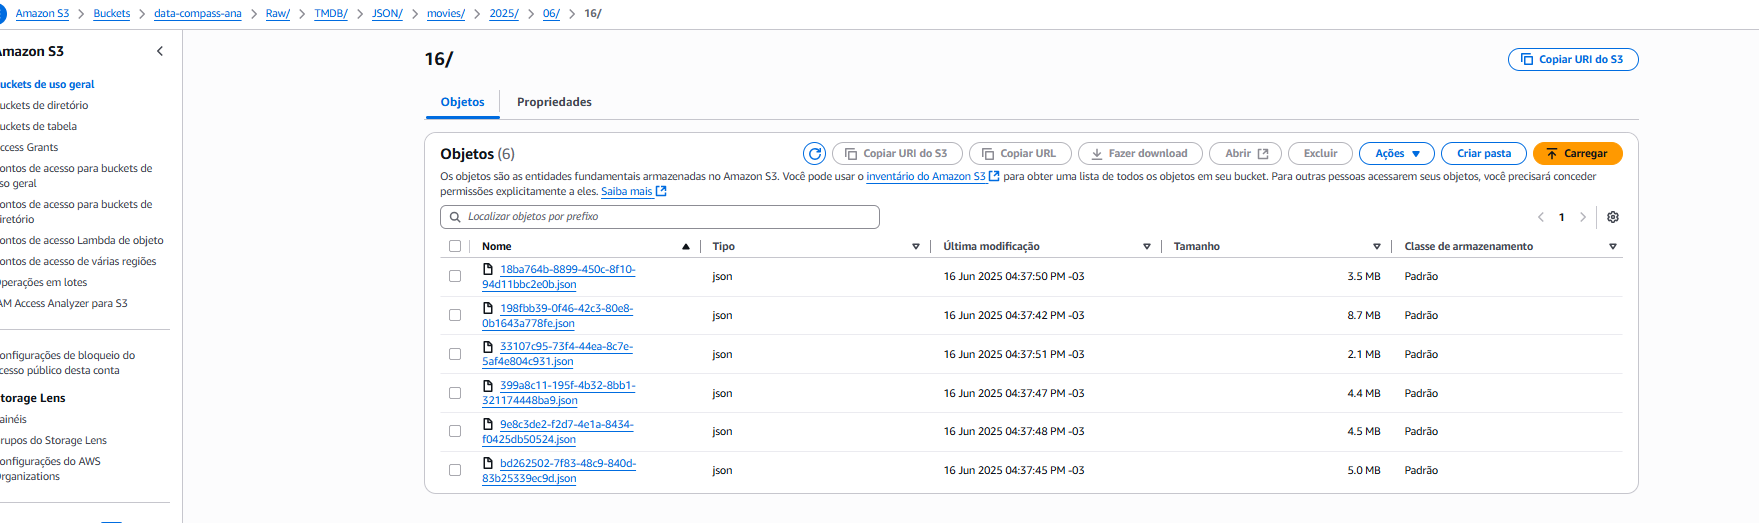 Amazon S3 > Buckets > data-compass-ana > Raw/ > TMDB/ > JSON/ > movies/ > 2025/ > 06/ > 16/
mazon S3
uckets de uso geral
uckets de diretório
uckets de tabela
ccess Grants
ontos de acesso para buckets de
so geral
ontos de acesso para buckets de
iretório
ontos de acesso Lambda de objeto
ontos de acesso de várias regiões
perações em lotes
AM Access Analyzer para S3
onfigurações de bloqueio do
cesso público desta conta
torage Lens
ainéis
rupos do Storage Lens
onfigurações do AWS
rganizations
16/
Copiar URI do S3
Objetos Propriedades
Objetos (6)
Copiar URI do S3 Copiar URL Fazer download Abrir Excluir Ações Criar pasta Carregar
Os objetos são as entidades fundamentais armazenadas no Amazon S3. Você pode usar o inventário do Amazon S3 para obter uma lista de todos os objetos em seu bucket. Para outras pessoas acessarem seus objetos, você precisará conceder
permissões explicitamente a eles. Saiba mais
Localizar objetos por prefixo
1
Nome Tipo Última modificação Tamanho Classe de armazenamento
18ba764b-8899-450c-8f10-
94d11bbc2e0b.json json 16 Jun 2025 04:37:50 PM -03 3.5 MB Padrão
198fbb39-0f46-42c3-80e8-
0b1643a778fe.json json 16 Jun 2025 04:37:42 PM -03 8.7 MB Padrão
33107c95-73f4-44ea-8c7e-
5af4e804c931.json json 16 Jun 2025 04:37:51 PM -03 2.1 MB Padrão
399a8c11-195f-4b32-8bb1-
321174448ba9.json json 16 Jun 2025 04:37:47 PM -03 4.4 MB Padrão
9e8c3de2-f2d7-4e1a-8434-
f0425db50524.json json 16 Jun 2025 04:37:48 PM -03 4.5 MB Padrão
bd262502-7f83-48c9-840d-
83b25339ec9d.json json 16 Jun 2025 04:37:45 PM -03 5.0 MB Padrão